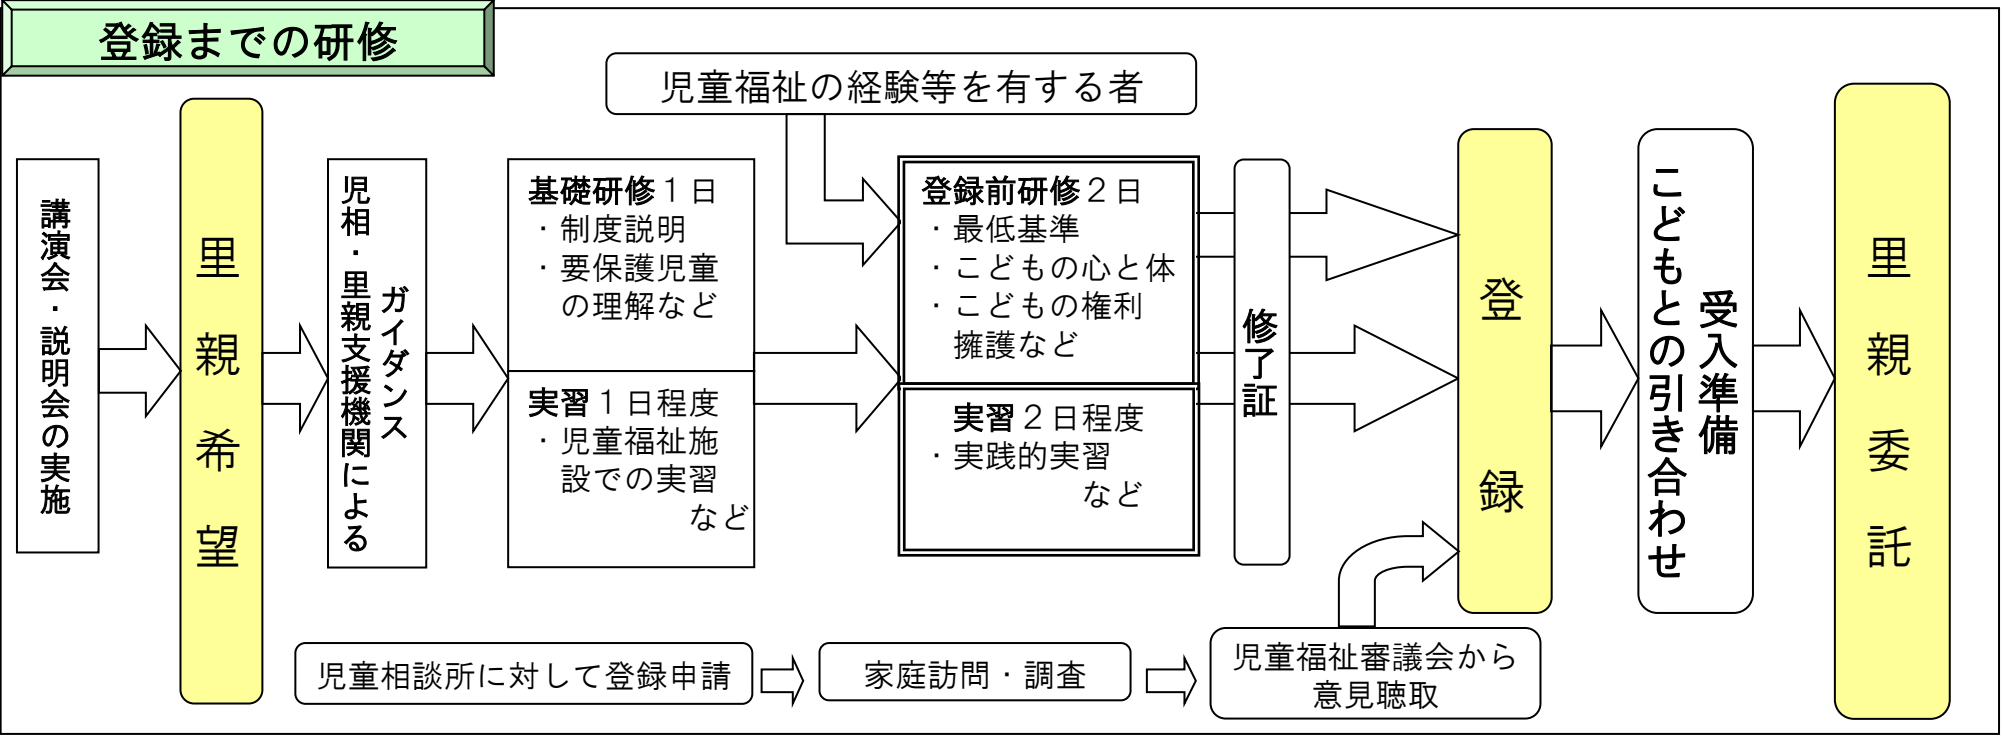 登録までの研修
児童福祉の経験等を有する者
講演会・説明会の実施
里親希望
児相・里親支援機関による
ガイダンス
基礎研修１日
・制度説明
・要保護児童
の理解など
実習１日程度
・児童福祉施
設での実習
など
登録前研修２日
・最低基準
・こどもの心と体
・こどもの権利
擁護など
実習２日程度
・実践的実習
など
修了証
登録
こどもとの引き合わせ
受入準備
里親委託
児童相談所に対して登録申請
家庭訪問・調査
児童福祉審議会から
意見聴取